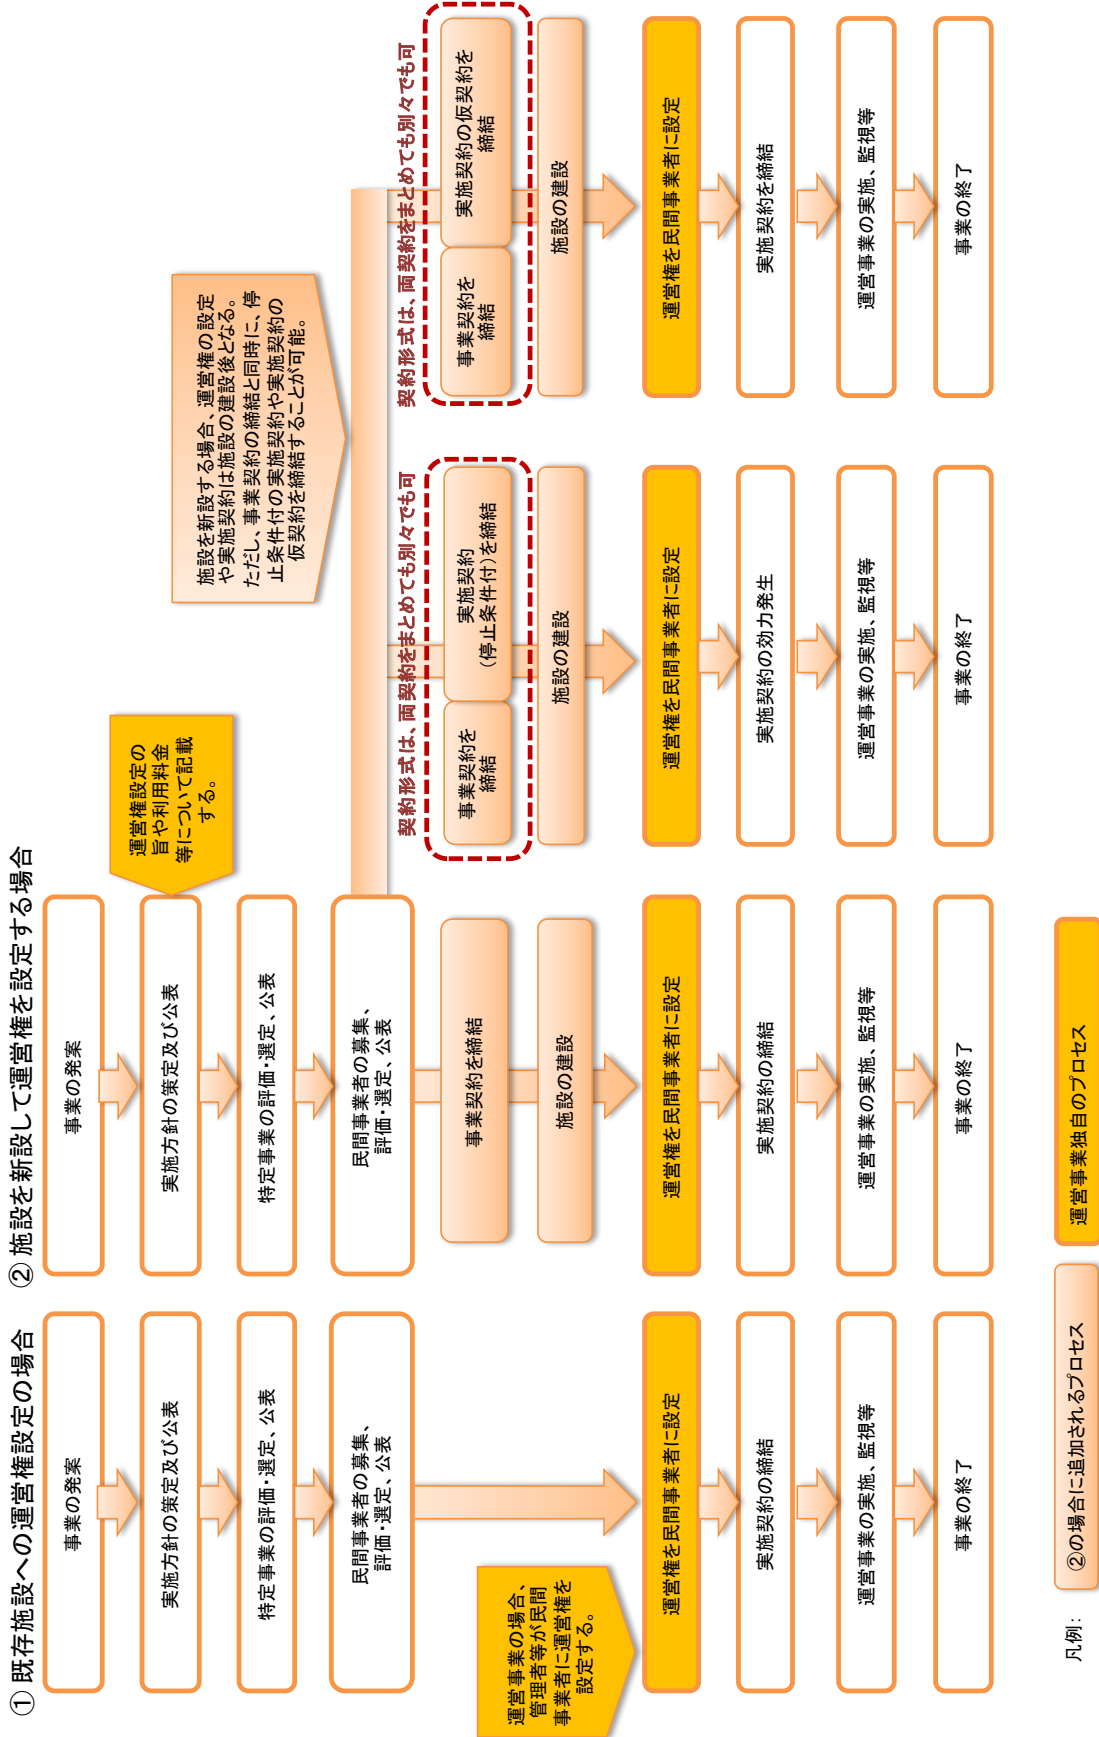 ① 既存施設への運営権設定の場合
事業の発案
実施方針の策定及び公表
特定事業の評価・選定、公表
民間事業者の募集、
評価・選定、公表
運営事業の場合、
管理者等が民間
事業者に運営権を
設定する。
運営権を民間事業者に設定
実施契約の締結
運営事業の実施、監視等
事業の終了
② 施設を新設して運営権を設定する場合
事業の発案
実施方針の策定及び公表
運営権設定の
旨や利用料金
等について記載
する。
特定事業の評価・選定、公表
民間事業者の募集、
評価・選定、公表
事業契約を締結
施設の建設
運営権を民間事業者に設定
実施契約の締結
運営事業の実施、監視等
事業の終了
施設を新設する場合、運営権の設定
や実施契約は施設の建設後となる。
ただし、事業契約の締結と同時に、停
止条件付の実施契約や実施契約の
仮契約を締結することが可能。
契約形式は、両契約をまとめても別々でも可
事業契約を
締結
実施契約
(停止条件付)を締結
施設の建設
運営権を民間事業者に設定
実施契約の効力発生
運営事業の実施、監視等
事業の終了
契約形式は、両契約をまとめても別々でも可
事業契約を
締結
実施契約の仮契約を
締結
施設の建設
運営権を民間事業者に設定
実施契約を締結
運営事業の実施、監視等
事業の終了
凡例：
②の場合に追加されるプロセス
運営事業独自のプロセス